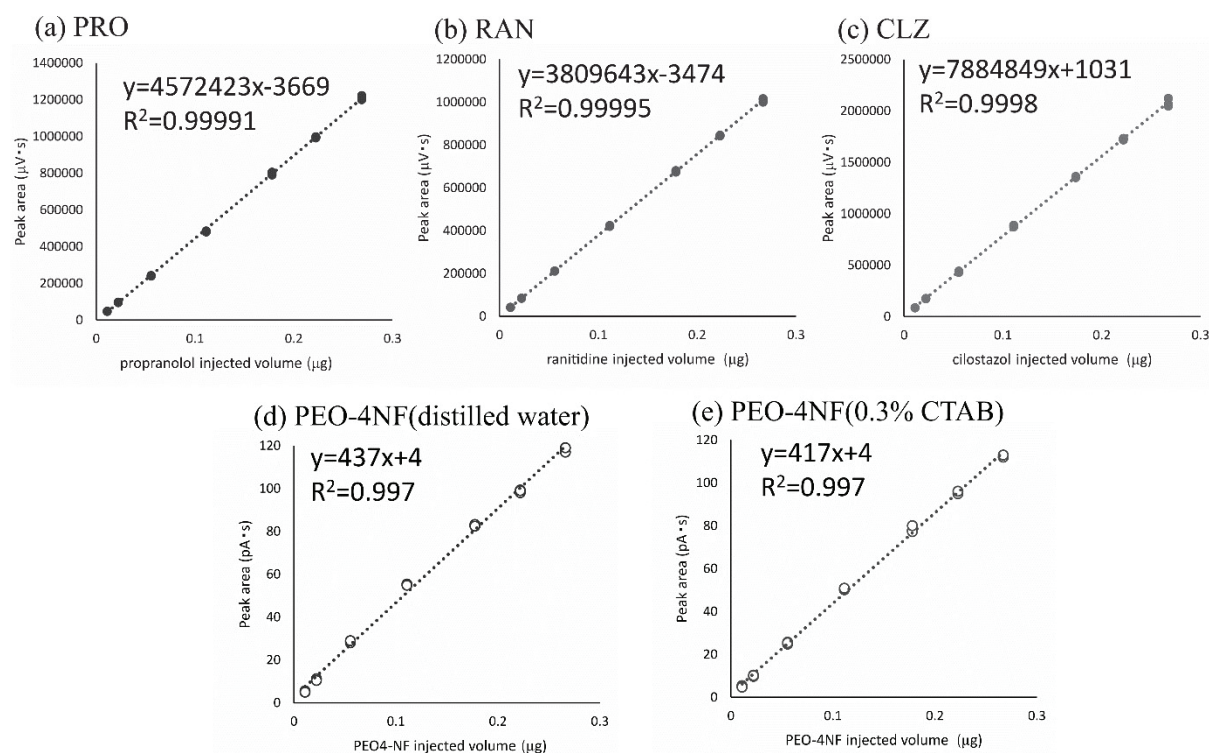 (a) PRO
y=4572423x-3669
R²=0.99991
1400000
1200000
1000000
800000
600000
400000
200000
0
Peak area (μV・s)
0 0.1 0.2 0.3
propranolol injected volume (μg)
(b) RAN
y=3809643x-3474
R²=0.99995
1200000
1000000
800000
600000
400000
200000
0
Peak area (μV・s)
0 0.1 0.2 0.3
ranitidine injected volume (μg)
(c) CLZ
y=7884849x+1031
R²=0.9998
2500000
2000000
1500000
1000000
500000
0
Peak area (μV・s)
0 0.1 0.2 0.3
cilostazol injected volume (μg)
(d) PEO-4NF(distilled water)
y=437x+4
R²=0.997
120
100
80
60
40
20
0
Peak area (pA・s)
0 0.1 0.2 0.3
PEO4-NF injected volume (μg)
(e) PEO-4NF(0.3% CTAB)
y=417x+4
R²=0.997
120
100
80
60
40
20
0
Peak area (pA・s)
0 0.1 0.2 0.3
PEO-4NF injected volume (μg)